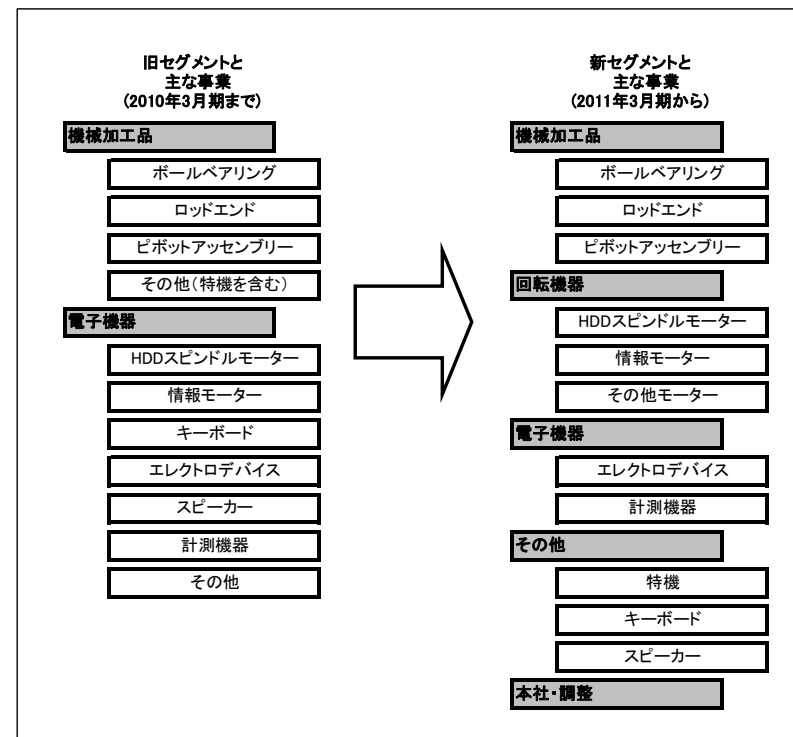 旧セグメントと
主な事業
(2010年3月期まで)
機械加工品
ボールベアリング
ロッドエンド
ピボットアッセンブリー
その他(特機を含む)
電子機器
HDDスピンドルモーター
情報モーター
キーボード
エレクトロデバイス
スピーカー
計測機器
その他
新セグメントと
主な事業
(2011年3月期から)
機械加工品
ボールベアリング
ロッドエンド
ピボットアッセンブリー
回転機器
HDDスピンドルモーター
情報モーター
その他モーター
電子機器
エレクトロデバイス
計測機器
その他
特機
キーボード
スピーカー
本社・調整